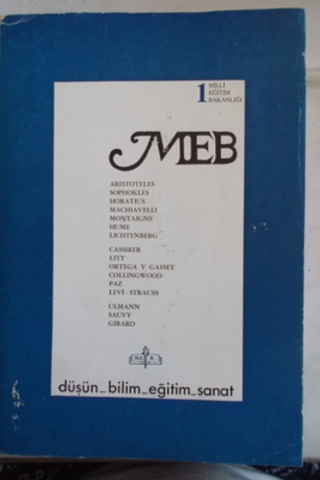 1 MİLLİ
EĞİTİM
BAKANLIĞI
MEB
ARISTOTELES
SOPHOKLES
HORATIUS
MACHIAVELLI
MONTAIGNE
HUME
LICHTENBERG
CASSIRER
LITT
ORTEGA Y GASSET
COLLINGWOOD
PAZ
LEVİ-STRAUSS
ULMANN
SAUVY
GIRARD
düşün_bilim_eğitim_sanat